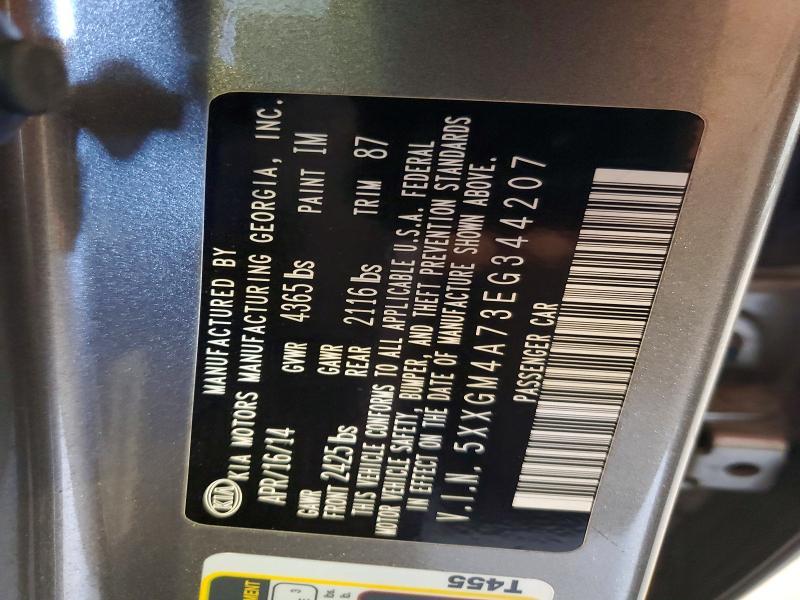 KIA
MANUFACTURED BY
KIA MOTORS MANUFACTURING GEORGIA, INC.
APR/16/14 GVWR 4365 lbs PAINT IM
GAWR GAWR
FRONT 2425 lbs REAR 2116 lbs TRIM 87
THIS VEHICLE CONFORMS TO ALL APPLICABLE U.S.A. FEDERAL
MOTOR VEHICLE SAFETY, BUMPER, AND THEFT PREVENTION STANDARDS
IN EFFECT ON THE DATE OF MANUFACTURE SHOWN ABOVE.
V.I.N. 5XXGM4A73EG344207
PASSENGER CAR
T455